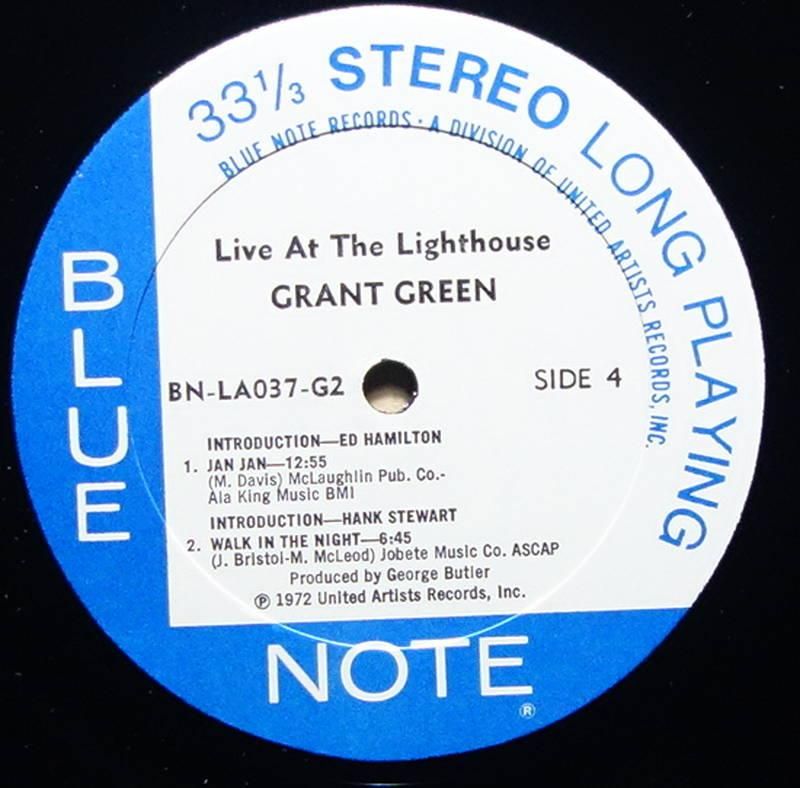 33⅓ STEREO LONG PLAYING
BLUE NOTE RECORDS · A DIVISION OF UNITED ARTISTS RECORDS, INC.
Live At The Lighthouse
GRANT GREEN
BN-LA037-G2
SIDE 4
INTRODUCTION—ED HAMILTON
1. JAN JAN—12:55
(M. Davis) McLaughlin Pub. Co.-
Ala King Music BMI
INTRODUCTION—HANK STEWART
2. WALK IN THE NIGHT—6:45
(J. Bristol-M. McLeod) Jobete Music Co. ASCAP
Produced by George Butler
℗ 1972 United Artists Records, Inc.
BLUE
NOTE
®